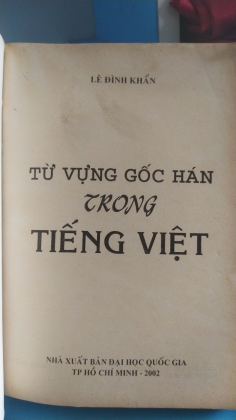 LÊ ĐÌNH KHẨN
TỪ VỰNG GỐC HÁN
TRONG
TIẾNG VIỆT
NHÀ XUẤT BẢN ĐẠI HỌC QUỐC GIA
TP HỒ CHÍ MINH - 2002